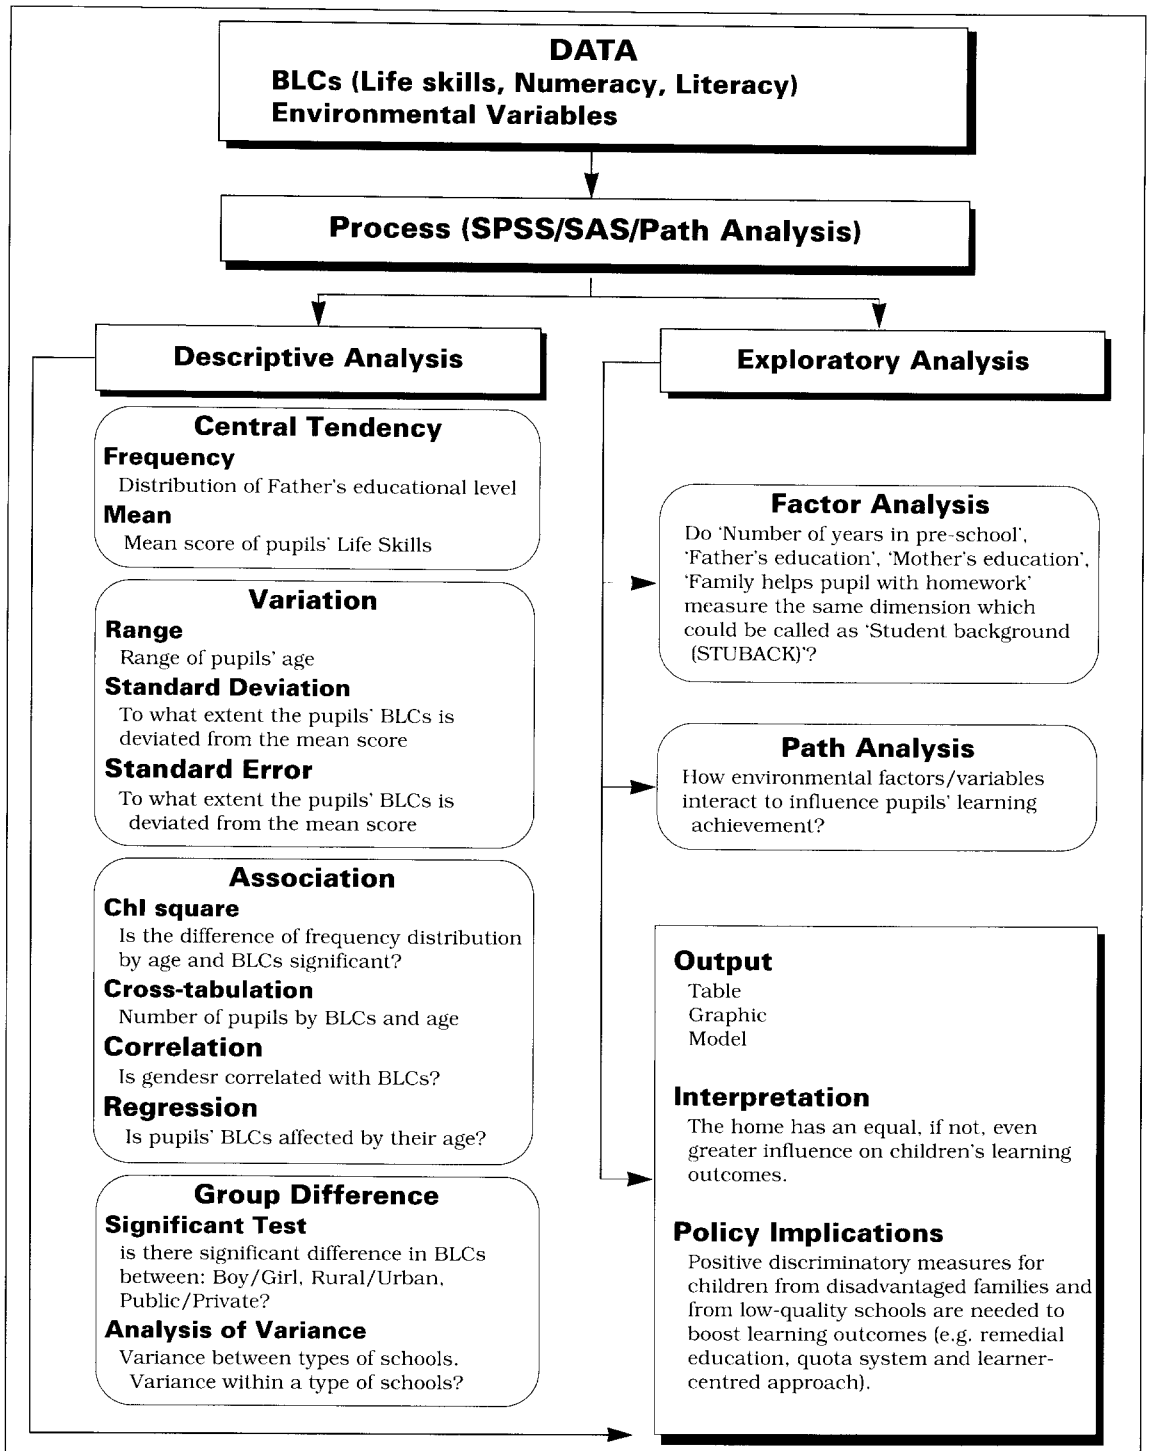 DATA
BLCs (Life skills, Numeracy, Literacy)
Environmental Variables
Process (SPSS/SAS/Path Analysis)
Descriptive Analysis
Central Tendency
Frequency
Distribution of Father's educational level
Mean
Mean score of pupils' Life Skills
Variation
Range
Range of pupils' age
Standard Deviation
To what extent the pupils' BLCs is
deviated from the mean score
Standard Error
To what extent the pupils' BLCs is
deviated from the mean score
Association
ChI square
Is the difference of frequency distribution
by age and BLCs significant?
Cross-tabulation
Number of pupils by BLCs and age
Correlation
Is gendesr correlated with BLCs?
Regression
Is pupils' BLCs affected by their age?
Group Difference
Significant Test
is there significant difference in BLCs
between: Boy/Girl, Rural/Urban,
Public/Private?
Analysis of Variance
Variance between types of schools.
Variance within a type of schools?
Exploratory Analysis
Factor Analysis
Do 'Number of years in pre-school',
'Father's education', 'Mother's education',
'Family helps pupil with homework'
measure the same dimension which
could be called as 'Student background
(STUBACK)'?
Path Analysis
How environmental factors/variables
interact to influence pupils' learning
achievement?
Output
Table
Graphic
Model
Interpretation
The home has an equal, if not, even
greater influence on children's learning
outcomes.
Policy Implications
Positive discriminatory measures for
children from disadvantaged families and
from low-quality schools are needed to
boost learning outcomes (e.g. remedial
education, quota system and learner-
centred approach).